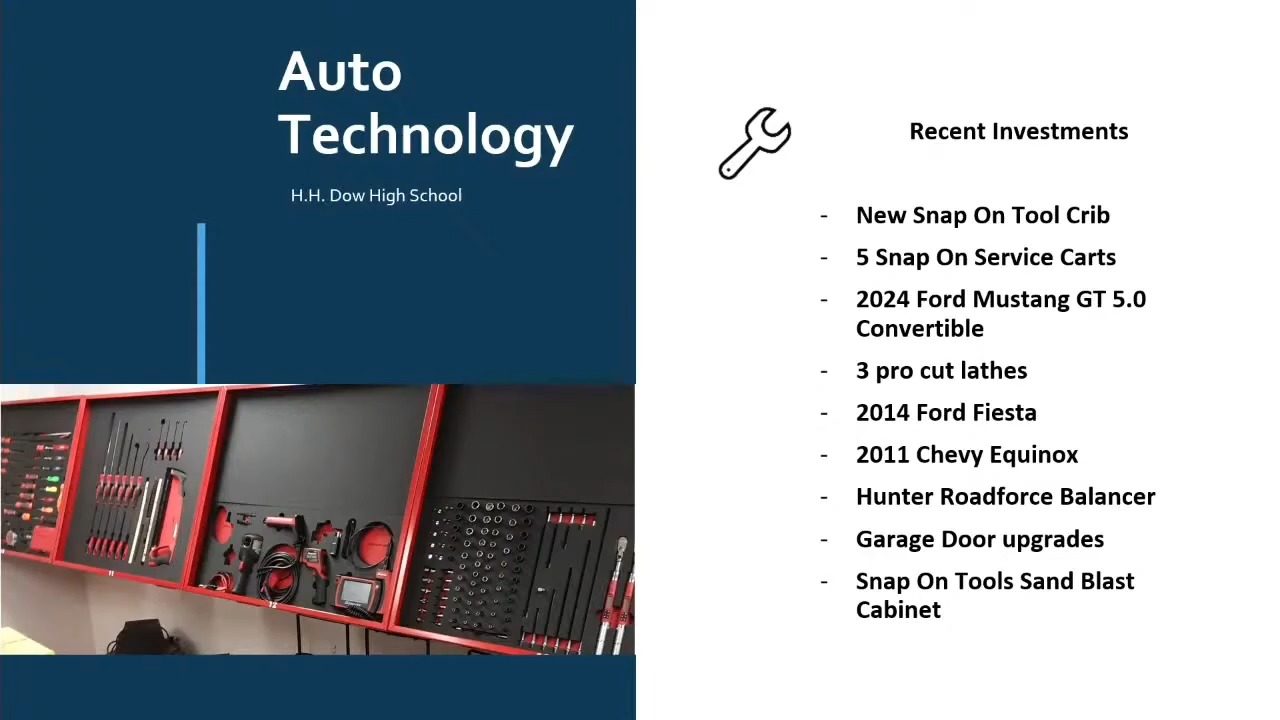 Auto
Technology
H.H. Dow High School
Recent Investments
- New Snap On Tool Crib
- 5 Snap On Service Carts
- 2024 Ford Mustang GT 5.0
Convertible
- 3 pro cut lathes
- 2014 Ford Fiesta
- 2011 Chevy Equinox
- Hunter Roadforce Balancer
- Garage Door upgrades
- Snap On Tools Sand Blast
Cabinet
11
12